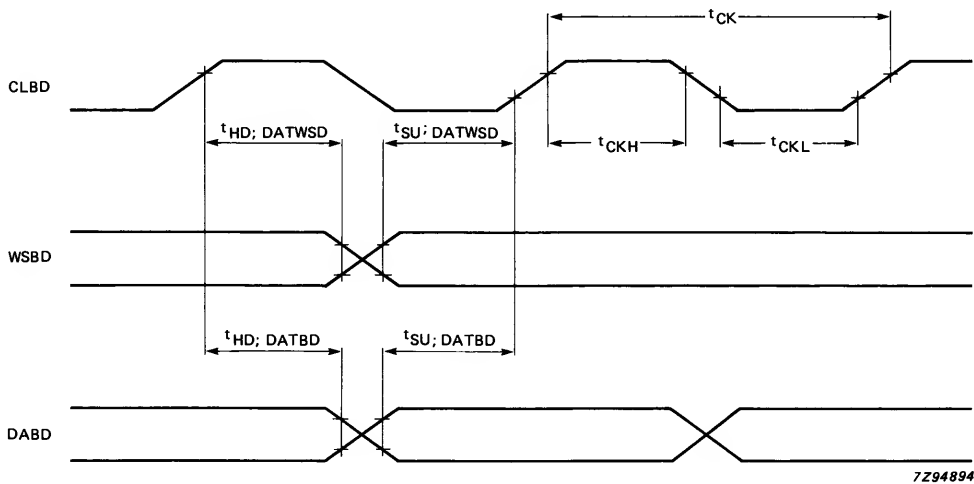 tCK
CLBD
tHD; DATWSD
tSU; DATWSD
tCKH
tCKL
WSBD
tHD; DATBD
tSU; DATBD
DABD
7Z94894